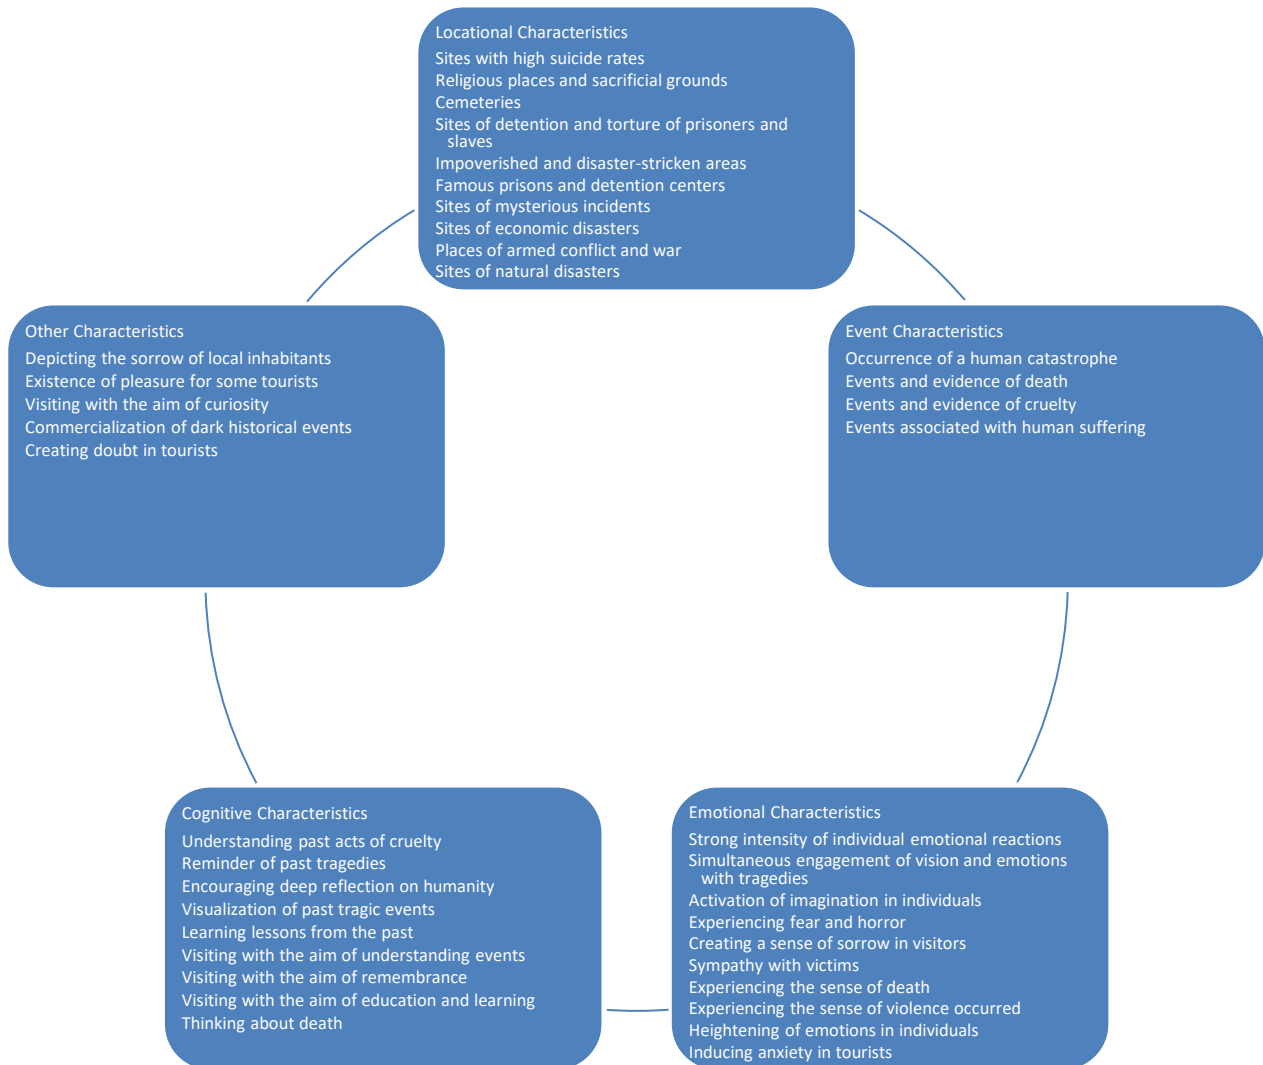 Locational Characteristics
Sites with high suicide rates
Religious places and sacrificial grounds
Cemeteries
Sites of detention and torture of prisoners and
slaves
Impoverished and disaster-stricken areas
Famous prisons and detention centers
Sites of mysterious incidents
Sites of economic disasters
Places of armed conflict and war
Sites of natural disasters
Other Characteristics
Depicting the sorrow of local inhabitants
Existence of pleasure for some tourists
Visiting with the aim of curiosity
Commercialization of dark historical events
Creating doubt in tourists
Event Characteristics
Occurrence of a human catastrophe
Events and evidence of death
Events and evidence of cruelty
Events associated with human suffering
Cognitive Characteristics
Understanding past acts of cruelty
Reminder of past tragedies
Encouraging deep reflection on humanity
Visualization of past tragic events
Learning lessons from the past
Visiting with the aim of understanding events
Visiting with the aim of remembrance
Visiting with the aim of education and learning
Thinking about death
Emotional Characteristics
Strong intensity of individual emotional reactions
Simultaneous engagement of vision and emotions
with tragedies
Activation of imagination in individuals
Experiencing fear and horror
Creating a sense of sorrow in visitors
Sympathy with victims
Experiencing the sense of death
Experiencing the sense of violence occurred
Heightening of emotions in individuals
Inducing anxiety in tourists